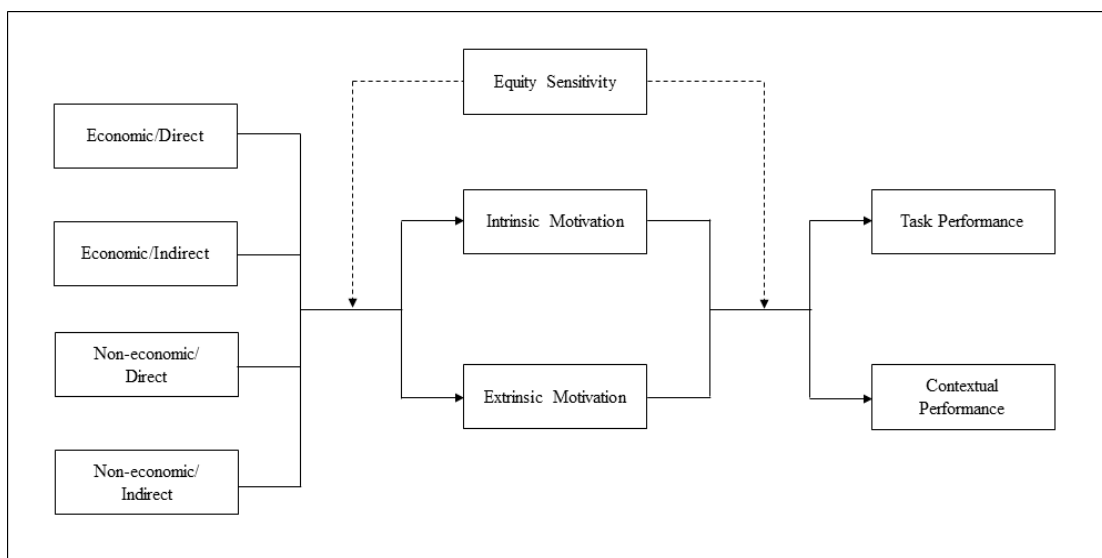 Equity Sensitivity
Economic/Direct
Intrinsic Motivation
Task Performance
Economic/Indirect
Non-economic/
Direct
Extrinsic Motivation
Contextual
Performance
Non-economic/
Indirect